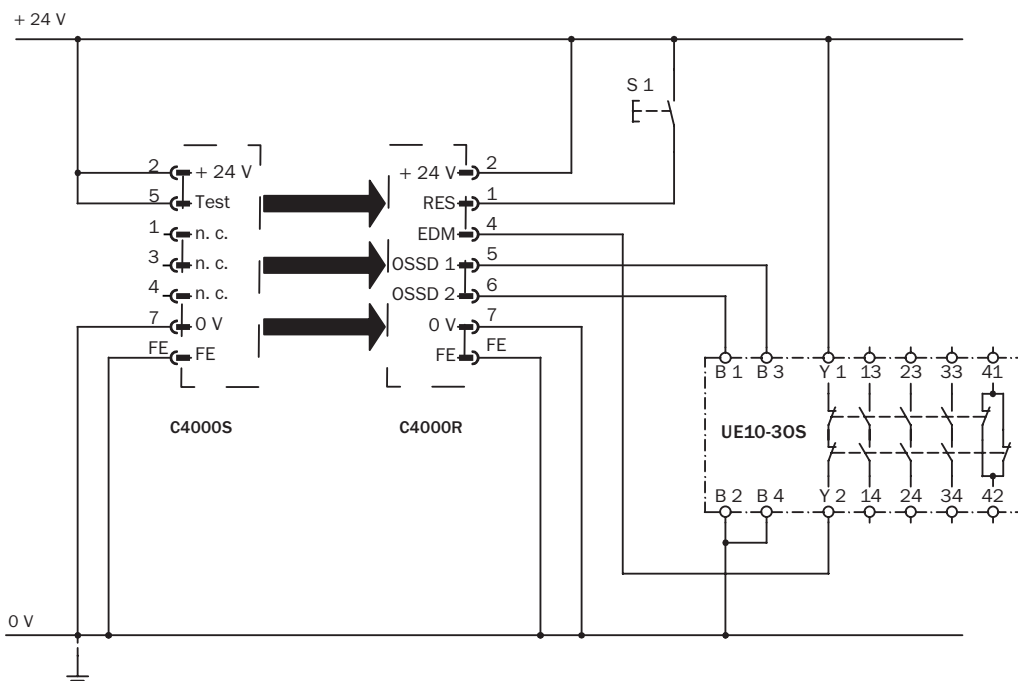 + 24 V
S 1
2 + 24 V
5 Test
1 n. c.
3 n. c.
4 n. c.
7 0 V
FE FE
C4000S
+ 24 V 2
RES 1
EDM 4
OSSD 1 5
OSSD 2 6
0 V 7
FE FE
C4000R
B 1 B 3 Y 1 13 23 33 41
UE10-3OS
B 2 B 4 Y 2 14 24 34 42
0 V